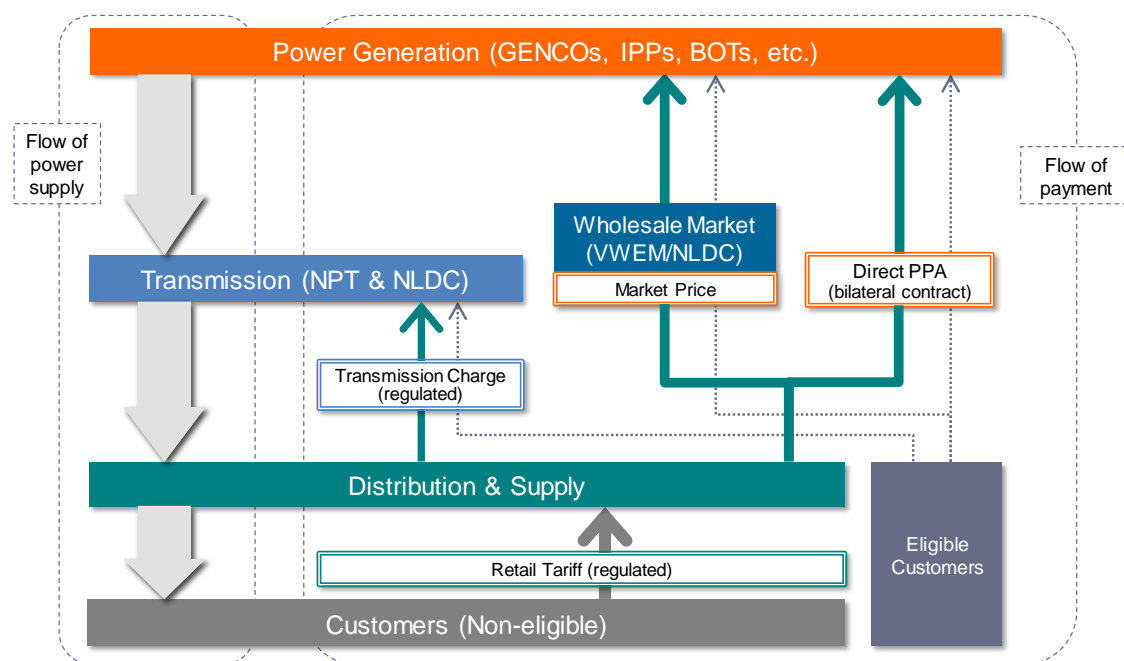 Power Generation (GENCOs, IPPs, BOTs, etc.)
Flow of
power
supply
Flow of
payment
Wholesale Market
(VWEM/NLDC)
Market Price
Direct PPA
(bilateral contract)
Transmission (NPT & NLDC)
Transmission Charge
(regulated)
Distribution & Supply
Eligible
Customers
Retail Tariff (regulated)
Customers (Non-eligible)